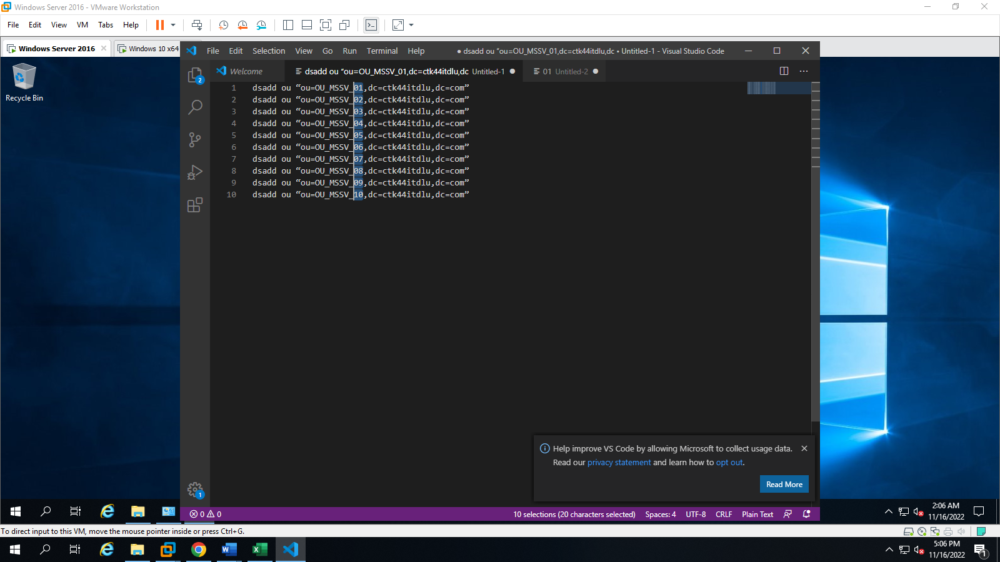 Windows Server 2016 - VMware Workstation
File Edit View VM Tabs Help
Windows Server 2016 Windows 10 x64
File Edit Selection View Go Run Terminal Help ● dsadd ou “ou=OU_MSSV_01,dc=ctk44itdlu,dc • Untitled-1 - Visual Studio Code
Recycle Bin
2
Welcome dsadd ou “ou=OU_MSSV_01,dc=ctk44itdlu,dc Untitled-1 ● 01 Untitled-2 ●
1 dsadd ou “ou=OU_MSSV_01,dc=ctk44itdlu,dc=com”
2 dsadd ou “ou=OU_MSSV_02,dc=ctk44itdlu,dc=com”
3 dsadd ou “ou=OU_MSSV_03,dc=ctk44itdlu,dc=com”
4 dsadd ou “ou=OU_MSSV_04,dc=ctk44itdlu,dc=com”
5 dsadd ou “ou=OU_MSSV_05,dc=ctk44itdlu,dc=com”
6 dsadd ou “ou=OU_MSSV_06,dc=ctk44itdlu,dc=com”
7 dsadd ou “ou=OU_MSSV_07,dc=ctk44itdlu,dc=com”
8 dsadd ou “ou=OU_MSSV_08,dc=ctk44itdlu,dc=com”
9 dsadd ou “ou=OU_MSSV_09,dc=ctk44itdlu,dc=com”
10 dsadd ou “ou=OU_MSSV_10,dc=ctk44itdlu,dc=com”
Help improve VS Code by allowing Microsoft to collect usage data.
Read our privacy statement and learn how to opt out.
Read More
1
0 0 10 selections (20 characters selected) Spaces: 4 UTF-8 CRLF Plain Text
2:06 AM
11/16/2022
To direct input to this VM, move the mouse pointer inside or press Ctrl+G.
5:06 PM
11/16/2022
1